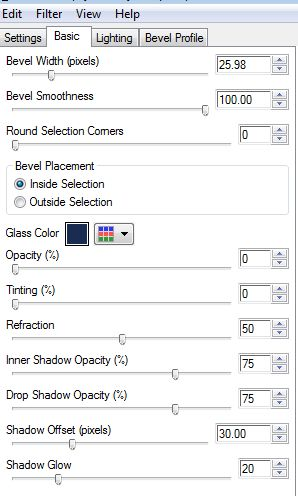 Edit Filter View Help
Settings Basic Lighting Bevel Profile
Bevel Width (pixels)
25.98
Bevel Smoothness
100.00
Round Selection Corners
0
Bevel Placement
Inside Selection
Outside Selection
Glass Color
Opacity (%)
0
Tinting (%)
0
Refraction
50
Inner Shadow Opacity (%)
75
Drop Shadow Opacity (%)
75
Shadow Offset (pixels)
30.00
Shadow Glow
20